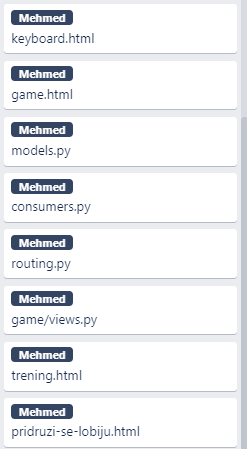 Mehmed
keyboard.html
Mehmed
game.html
Mehmed
models.py
Mehmed
consumers.py
Mehmed
routing.py
Mehmed
game/views.py
Mehmed
trening.html
Mehmed
pridruzi-se-lobiju.html